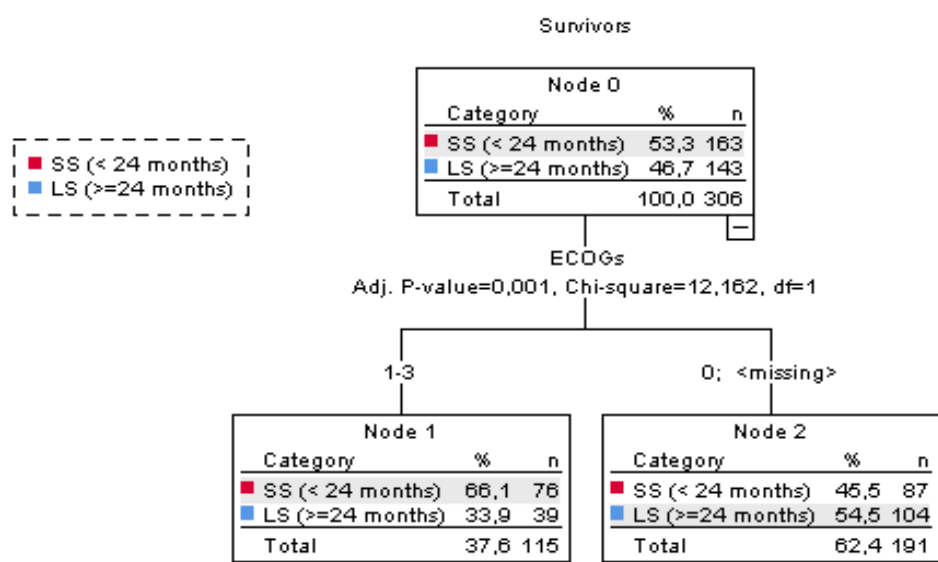 Survivors
Node 0
Category % n
SS (< 24 months) 53,3 163
LS (>=24 months) 46,7 143
Total 100,0 306
SS (< 24 months)
LS (>=24 months)
ECOGs
Adj. P-value=0,001, Chi-square=12,162, df=1
1-3
0; <missing>
Node 1
Category % n
SS (< 24 months) 66,1 76
LS (>=24 months) 33,9 39
Total 37,6 115
Node 2
Category % n
SS (< 24 months) 45,5 87
LS (>=24 months) 54,5 104
Total 62,4 191